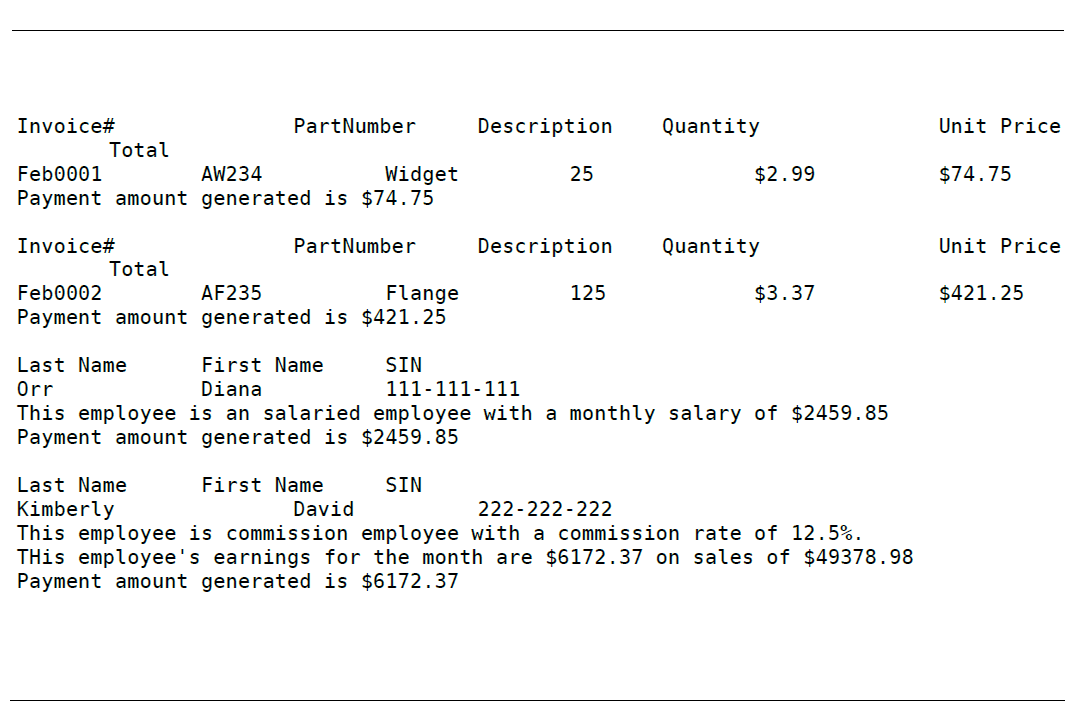 Invoice# PartNumber Description Quantity Unit Price
Total
Feb0001 AW234 Widget 25 $2.99 $74.75
Payment amount generated is $74.75
Invoice# PartNumber Description Quantity Unit Price
Total
Feb0002 AF235 Flange 125 $3.37 $421.25
Payment amount generated is $421.25
Last Name First Name SIN
Orr Diana 111-111-111
This employee is an salaried employee with a monthly salary of $2459.85
Payment amount generated is $2459.85
Last Name First Name SIN
Kimberly David 222-222-222
This employee is commission employee with a commission rate of 12.5%.
THis employee's earnings for the month are $6172.37 on sales of $49378.98
Payment amount generated is $6172.37